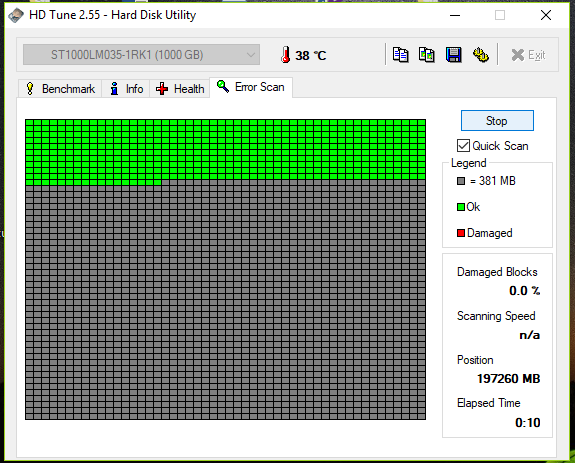 HD Tune 2.55 - Hard Disk Utility
ST1000LM035-1RK1 (1000 GB)
38 °C
Exit
Benchmark
Info
Health
Error Scan
Stop
Quick Scan
Legend
= 381 MB
Ok
Damaged
Damaged Blocks
0.0 %
Scanning Speed
n/a
Position
197260 MB
Elapsed Time
0:10